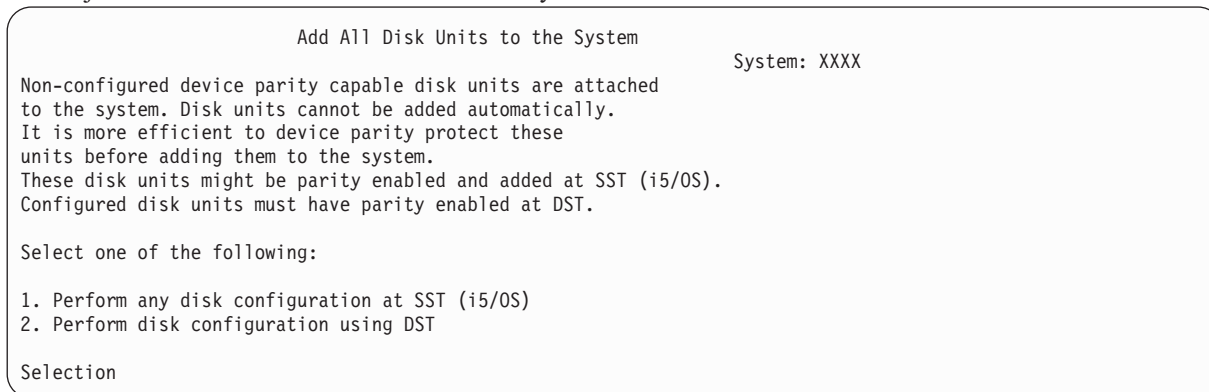 Add All Disk Units to the System
System: XXXX
Non-configured device parity capable disk units are attached
to the system. Disk units cannot be added automatically.
It is more efficient to device parity protect these
units before adding them to the system.
These disk units might be parity enabled and added at SST (i5/OS).
Configured disk units must have parity enabled at DST.
Select one of the following:
1. Perform any disk configuration at SST (i5/OS)
2. Perform disk configuration using DST
Selection